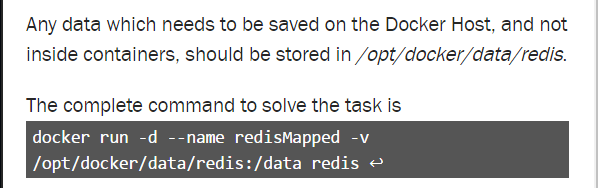 Any data which needs to be saved on the Docker Host, and not
inside containers, should be stored in /opt/docker/data/redis.
The complete command to solve the task is
docker run -d --name redisMapped -v
/opt/docker/data/redis:/data redis ↩